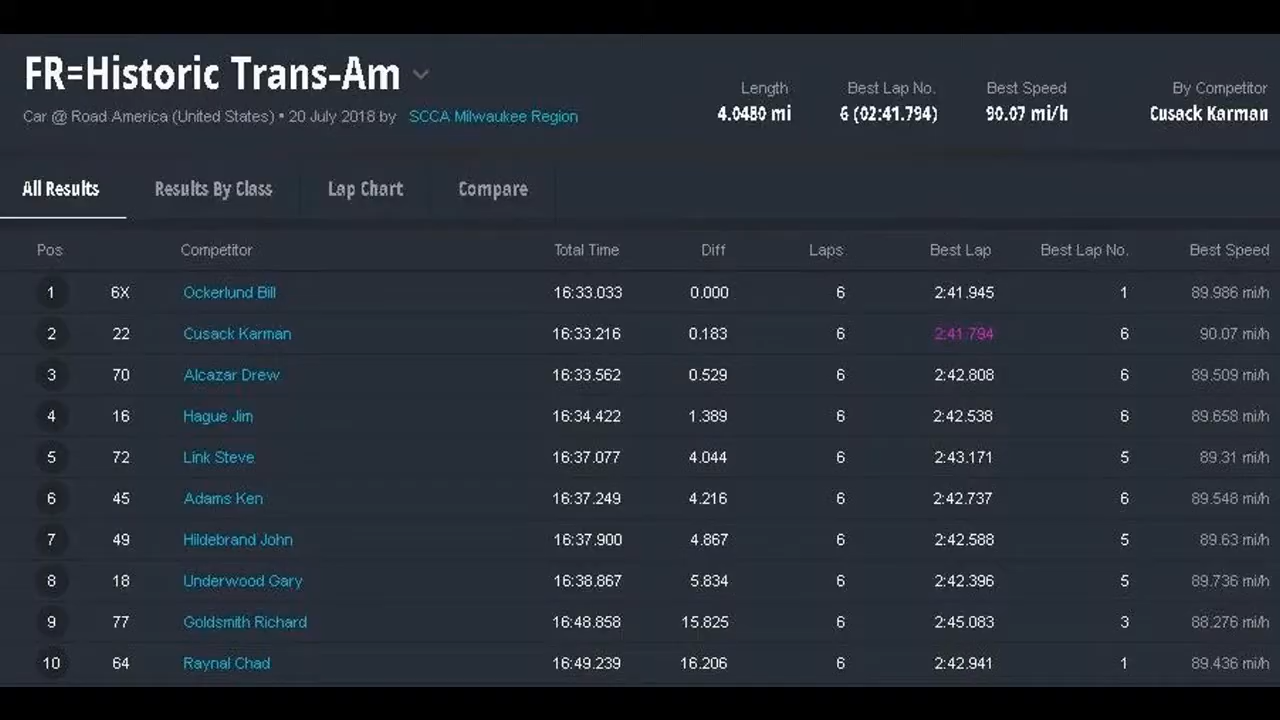 FR=Historic Trans-Am
Car @ Road America (United States) • 20 July 2018 by SCCA Milwaukee Region
Length Best Lap No. Best Speed By Competitor
4.0480 mi 6 (02:41.794) 90.07 mi/h Cusack Karman
All Results Results By Class Lap Chart Compare
Pos Competitor Total Time Diff Laps Best Lap Best Lap No. Best Speed
1 6X Ockerlund Bill 16:33.033 0.000 6 2:41.945 1 89.986 mi/h
2 22 Cusack Karman 16:33.216 0.183 6 2:41.794 6 90.07 mi/h
3 70 Alcazar Drew 16:33.562 0.529 6 2:42.808 6 89.509 mi/h
4 16 Hague Jim 16:34.422 1.389 6 2:42.538 6 89.658 mi/h
5 72 Link Steve 16:37.077 4.044 6 2:43.171 5 89.31 mi/h
6 45 Adams Ken 16:37.249 4.216 6 2:42.737 6 89.548 mi/h
7 49 Hildebrand John 16:37.900 4.867 6 2:42.588 5 89.63 mi/h
8 18 Underwood Gary 16:38.867 5.834 6 2:42.396 5 89.736 mi/h
9 77 Goldsmith Richard 16:48.858 15.825 6 2:45.083 3 88.276 mi/h
10 64 Raynal Chad 16:49.239 16.206 6 2:42.941 1 89.436 mi/h